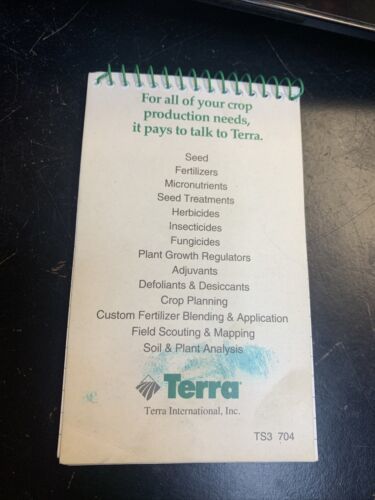 For all of your crop
production needs,
it pays to talk to Terra.
Seed
Fertilizers
Micronutrients
Seed Treatments
Herbicides
Insecticides
Fungicides
Plant Growth Regulators
Adjuvants
Defoliants & Desiccants
Crop Planning
Custom Fertilizer Blending & Application
Field Scouting & Mapping
Soil & Plant Analysis
Terra
Terra International, Inc.
TS3 704